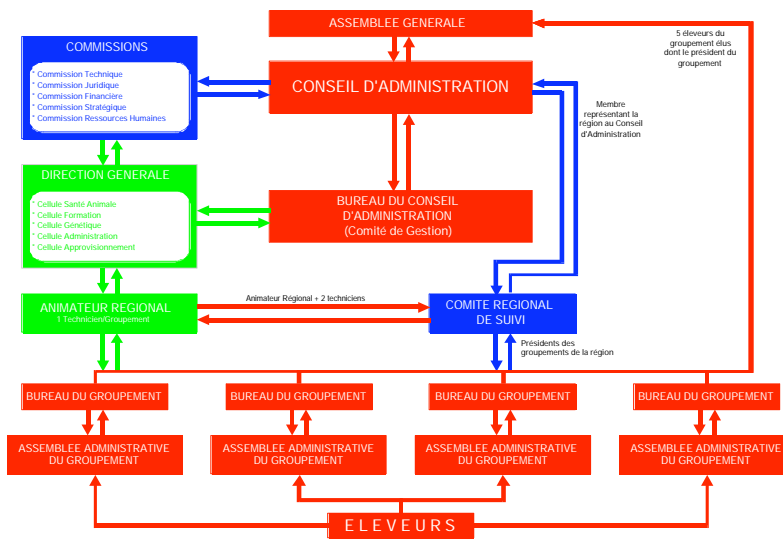 ASSEMBLEE GENERALE
5 éleveurs du
groupement élus
dont le président du
groupement
COMMISSIONS
* Commission Technique
* Commission Juridique
* Commission Financière
* Commission Stratégique
* Commission Ressources Humaines
CONSEIL D'ADMINISTRATION
Membre
représentant la
région au Conseil
d'Administration
DIRECTION GENERALE
* Cellule Santé Animale
* Cellule Formation
* Cellule Génétique
* Cellule Administration
* Cellule Approvisionnement
BUREAU DU CONSEIL
D'ADMINISTRATION
(Comité de Gestion)
ANIMATEUR REGIONAL
1 Technicien/Groupement
Animateur Régional + 2 techniciens
COMITE REGIONAL
DE SUIVI
Présidents des
groupements de la région
BUREAU DU GROUPEMENT
BUREAU DU GROUPEMENT
BUREAU DU GROUPEMENT
BUREAU DU GROUPEMENT
ASSEMBLEE ADMINISTRATIVE
DU GROUPEMENT
ASSEMBLEE ADMINISTRATIVE
DU GROUPEMENT
ASSEMBLEE ADMINISTRATIVE
DU GROUPEMENT
ASSEMBLEE ADMINISTRATIVE
DU GROUPEMENT
ELEVEURS